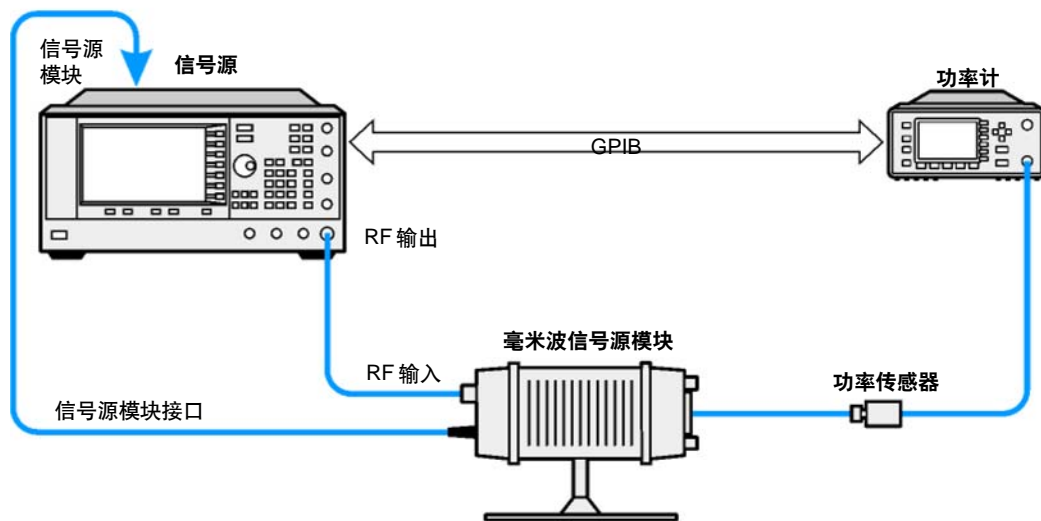 信号源
模块
信号源
功率计
GPIB
RF 输出
毫米波信号源模块
RF 输入
功率传感器
信号源模块接口